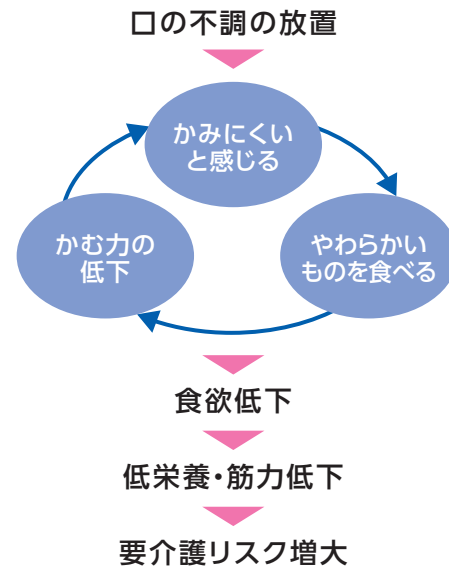 口の不調の放置
かみにくい
と感じる
かむ力の
低下
やわらかい
ものを食べる
食欲低下
低栄養・筋力低下
要介護リスク増大